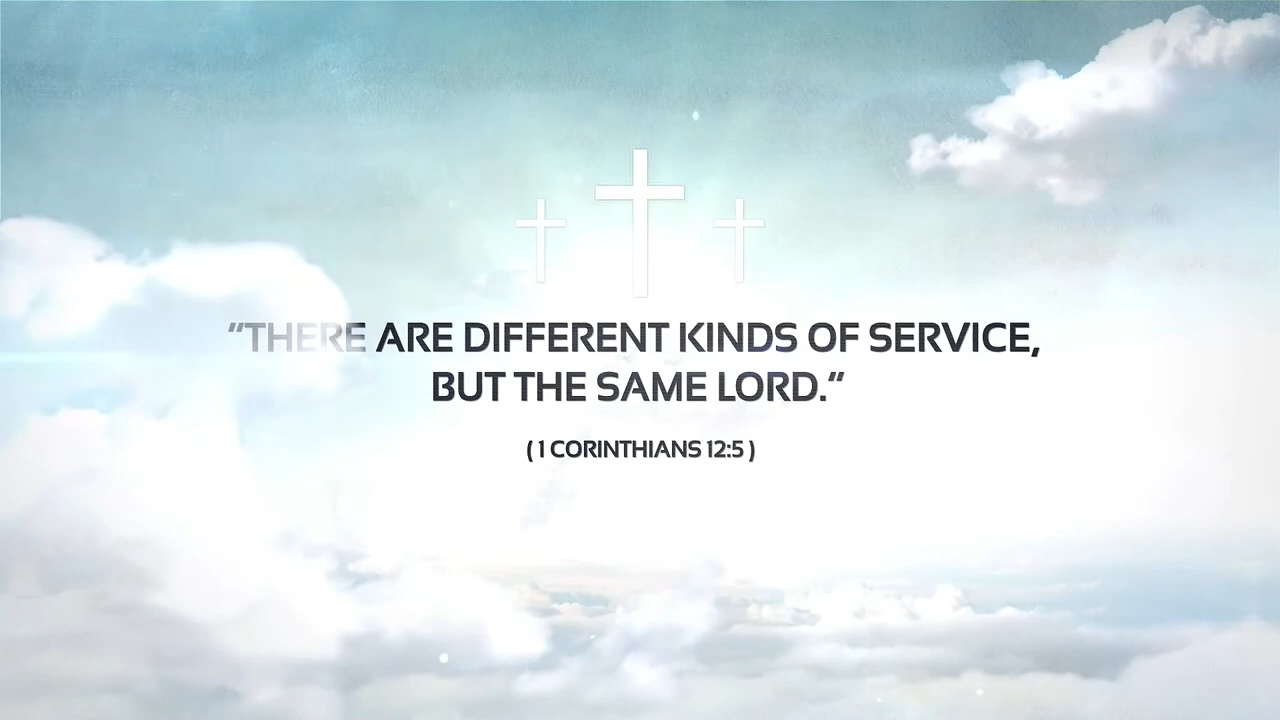 “THERE ARE DIFFERENT KINDS OF SERVICE,
BUT THE SAME LORD.“
( 1 CORINTHIANS 12:5 )